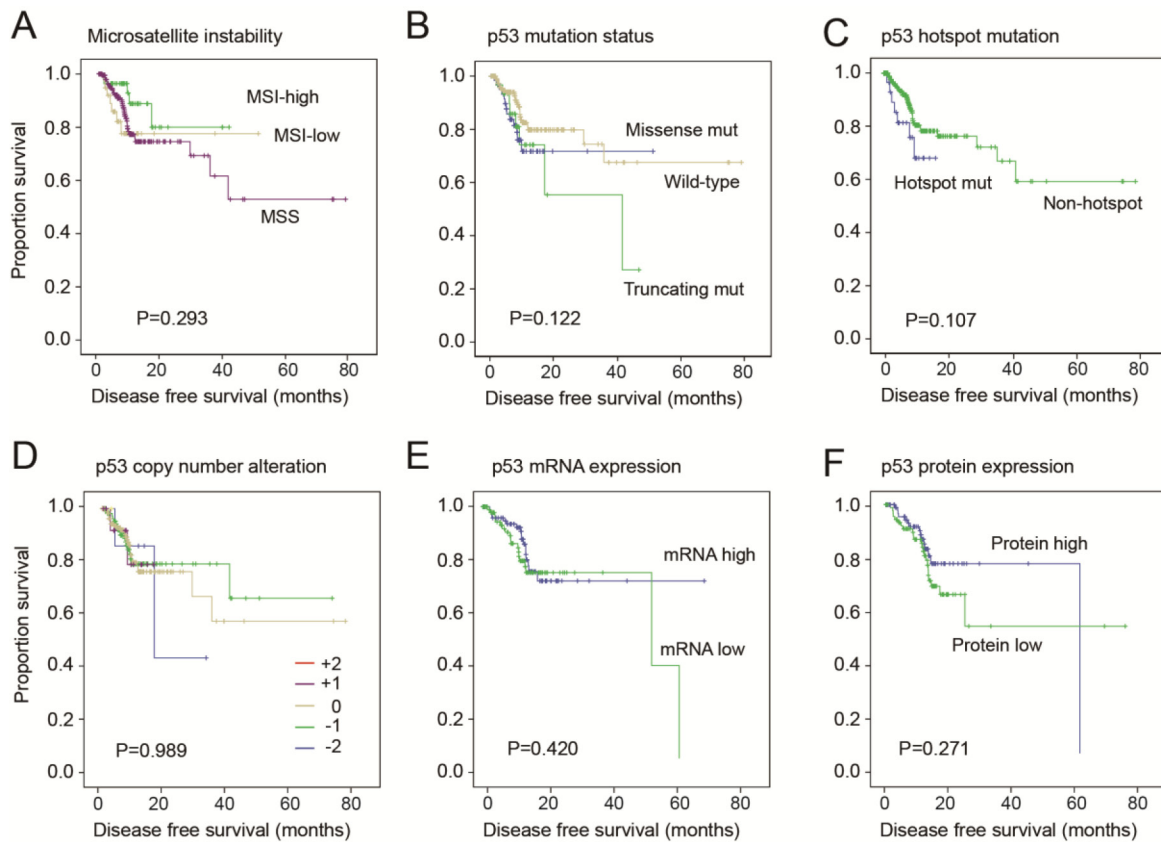 A Microsatellite instability
Proportion survival
1.0
0.8
0.6
0.4
0.2
0.0
MSI-high
MSI-low
MSS
P=0.293
0 20 40 60 80
Disease free survival (months)
B p53 mutation status
1.0
0.8
0.6
0.4
0.2
0.0
Missense mut
Wild-type
Truncating mut
P=0.122
0 20 40 60 80
Disease free survival (months)
C p53 hotspot mutation
1.0
0.8
0.6
0.4
0.2
0.0
Hotspot mut
Non-hotspot
P=0.107
0 20 40 60 80
Disease free survival (months)
D p53 copy number alteration
Proportion survival
1.0
0.8
0.6
0.4
0.2
0.0
+2
+1
0
-1
-2
P=0.989
0 20 40 60 80
Disease free survival (months)
E p53 mRNA expression
1.0
0.8
0.6
0.4
0.2
0.0
mRNA high
mRNA low
P=0.420
0 20 40 60 80
Disease free survival (months)
F p53 protein expression
1.0
0.8
0.6
0.4
0.2
0.0
Protein high
Protein low
P=0.271
0 20 40 60 80
Disease free survival (months)